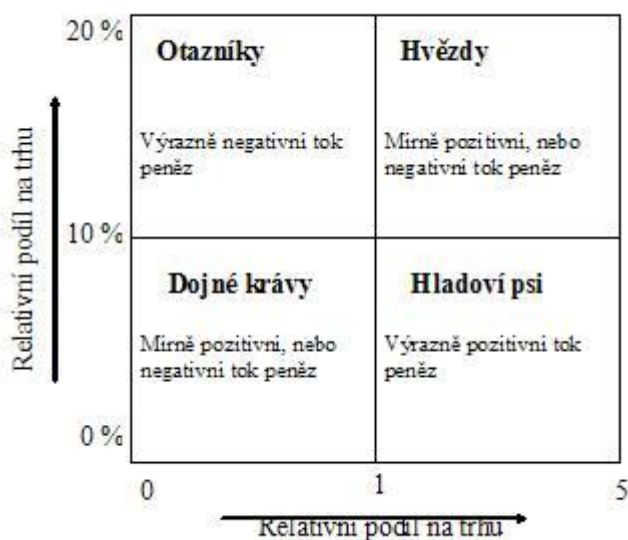 20 %
Otazníky
Hvězdy
Výrazně negativní tok
peněz
Mírně pozitivni, nebo
negativní tok peněz
Relativní podíl na trhu
10 %
Dojné krávy
Hladoví psi
Mírně pozitivni, nebo
negativní tok peněz
Výrazně pozitivní tok
peněz
0 %
0
1
5
Relativní podíl na trhu